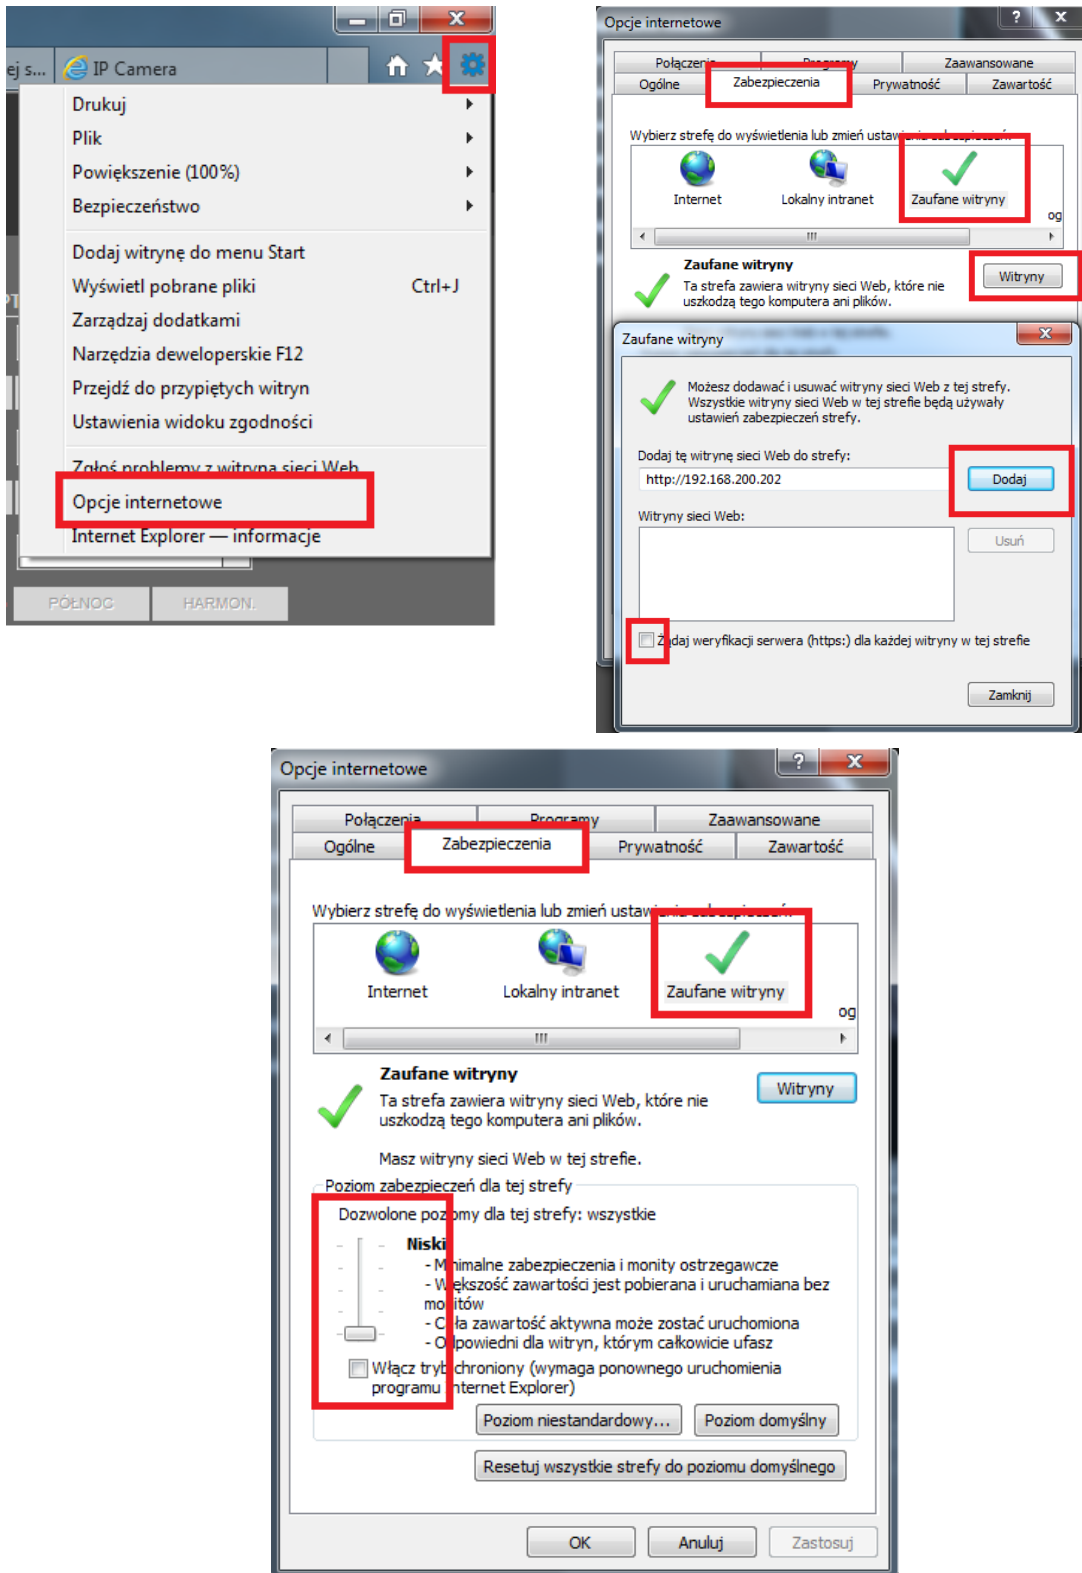 ej s...
IP Camera
Drukuj
Plik
Powiększenie (100%)
Bezpieczeństwo
Dodaj witrynę do menu Start
Wyświetl pobrane pliki Ctrl+J
Zarządzaj dodatkami
Narzędzia deweloperskie F12
Przejdź do przypiętych witryn
Ustawienia widoku zgodności
Zgłoś problemy z witryną sieci Web
Opcje internetowe
Internet Explorer — informacje
PT
PÓŁNOC HARMON.
Opcje internetowe
Połączenia Programy Zaawansowane
Ogólne Zabezpieczenia Prywatność Zawartość
Wybierz strefę do wyświetlenia lub zmień ustawienia zabezpieczeń.
Internet Lokalny intranet Zaufane witryny
og
Zaufane witryny
Ta strefa zawiera witryny sieci Web, które nie
uszkodzą tego komputera ani plików.
Witryny
Zaufane witryny
Możesz dodawać i usuwać witryny sieci Web z tej strefy.
Wszystkie witryny sieci Web w tej strefie będą używały
ustawień zabezpieczeń strefy.
Dodaj tę witrynę sieci Web do strefy:
http://192.168.200.202 Dodaj
Witryny sieci Web:
Usuń
Żądaj weryfikacji serwera (https:) dla każdej witryny w tej strefie
Zamknij
Opcje internetowe
Połączenia Programy Zaawansowane
Ogólne Zabezpieczenia Prywatność Zawartość
Wybierz strefę do wyświetlenia lub zmień ustawienia zabezpieczeń.
Internet Lokalny intranet Zaufane witryny
og
Zaufane witryny
Ta strefa zawiera witryny sieci Web, które nie
uszkodzą tego komputera ani plików.
Witryny
Masz witryny sieci Web w tej strefie.
Poziom zabezpieczeń dla tej strefy
Dozwolone poziomy dla tej strefy: wszystkie
Niski
- Minimalne zabezpieczenia i monity ostrzegawcze
- Większość zawartości jest pobierana i uruchamiana bez
monitów
- Cała zawartość aktywna może zostać uruchomiona
- Odpowiedni dla witryn, którym całkowicie ufasz
Włącz tryb chroniony (wymaga ponownego uruchomienia
programu Internet Explorer)
Poziom niestandardowy... Poziom domyślny
Resetuj wszystkie strefy do poziomu domyślnego
OK Anuluj Zastosuj